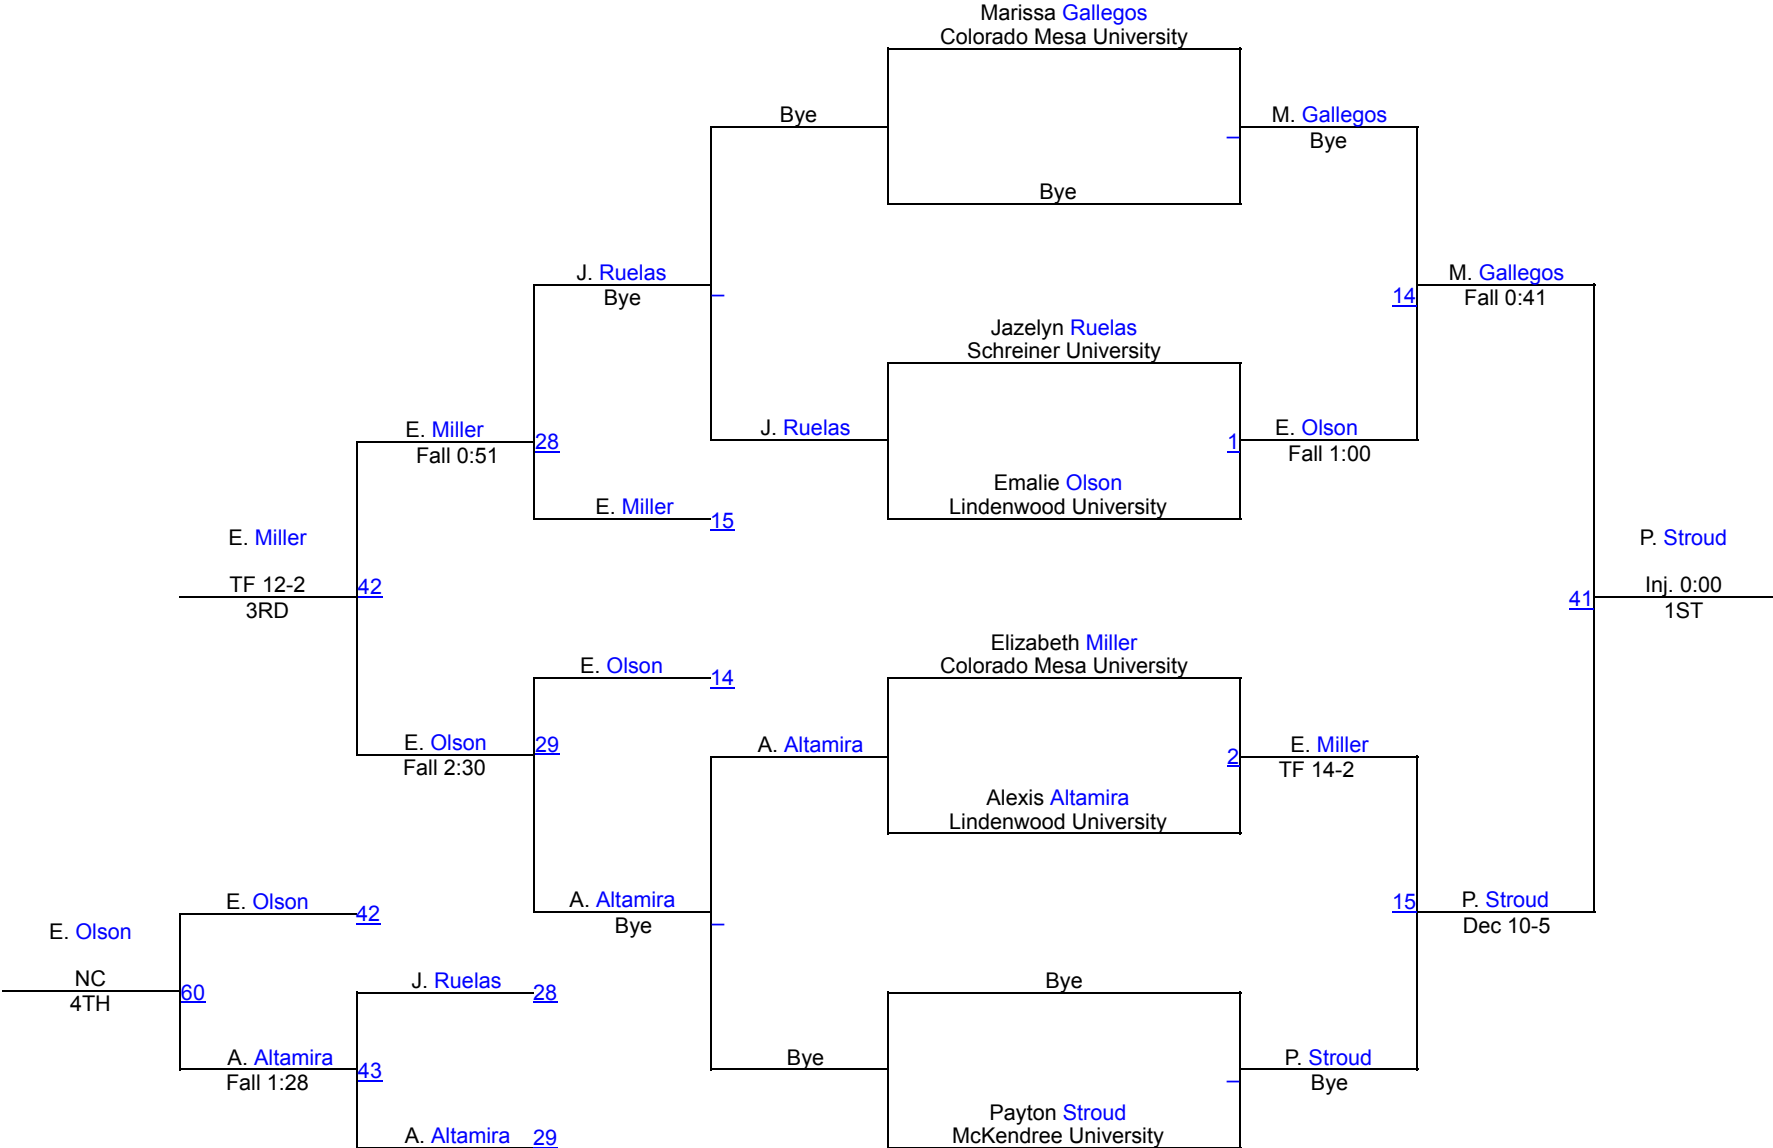 Marissa Gallegos
Colorado Mesa University
Bye
M. Gallegos
Bye
Bye
J. Ruelas
Bye
M. Gallegos
14
Fall 0:41
Jazelyn Ruelas
Schreiner University
E. Miller
28
Fall 0:51
J. Ruelas
1
E. Olson
Fall 1:00
Emalie Olson
Lindenwood University
E. Miller
15
E. Miller
TF 12-2
42
3RD
P. Stroud
Inj. 0:00
41
1ST
Elizabeth Miller
Colorado Mesa University
E. Olson
14
E. Olson
29
Fall 2:30
A. Altamira
2
E. Miller
TF 14-2
Alexis Altamira
Lindenwood University
E. Olson
42
A. Altamira
Bye
15
P. Stroud
Dec 10-5
E. Olson
NC
60
4TH
J. Ruelas
28
Bye
A. Altamira
43
Fall 1:28
Bye
P. Stroud
Bye
Payton Stroud
McKendree University
A. Altamira
29